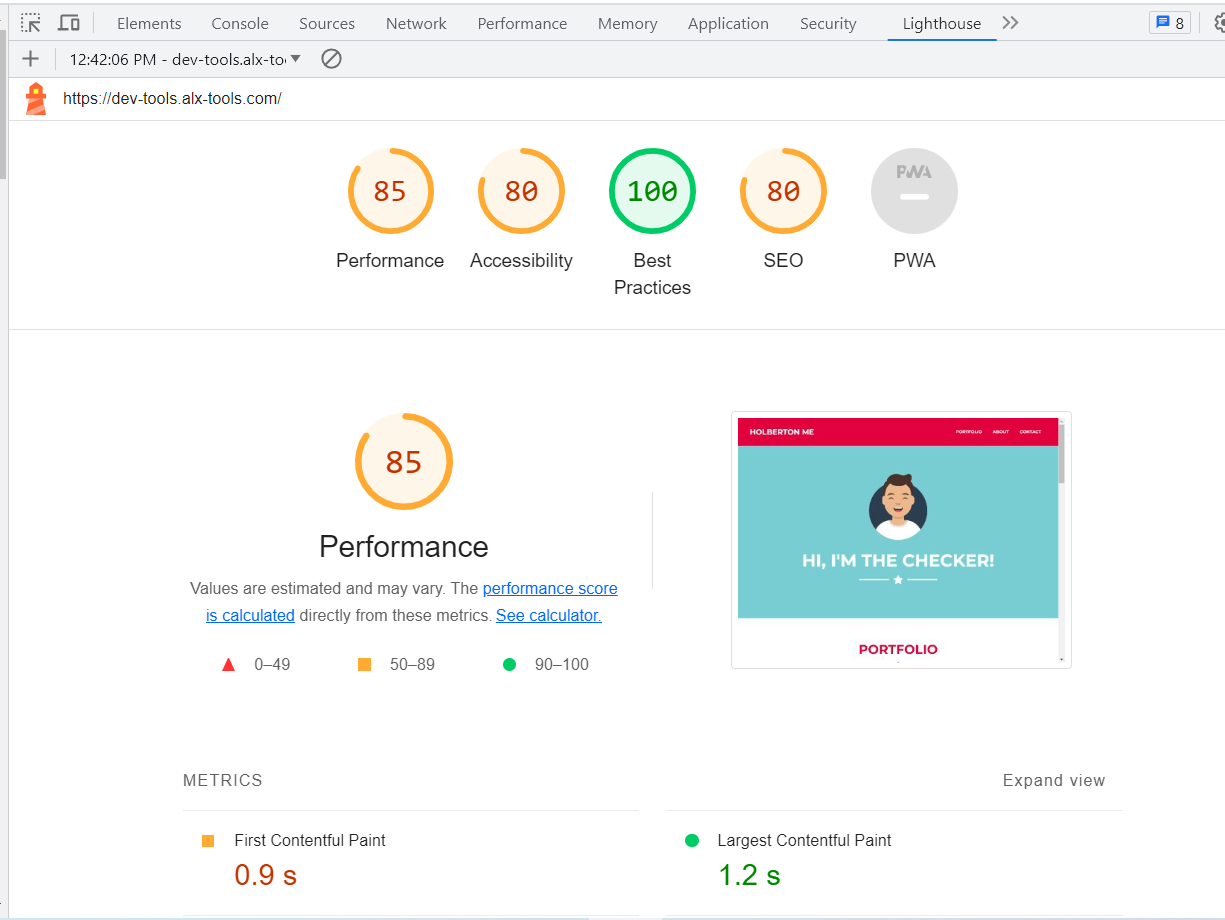 Elements Console Sources Network Performance Memory Application Security Lighthouse 8
12:42:06 PM - dev-tools.alx-to
https://dev-tools.alx-tools.com/
85 80 100 80 PWA
Performance Accessibility Best Practices SEO PWA
85
Performance
Values are estimated and may vary. The performance score
is calculated directly from these metrics. See calculator.
0–49 50–89 90–100
HOLBERTON ME PORTFOLIO ABOUT CONTACT
HI, I'M THE CHECKER!
PORTFOLIO
METRICS Expand view
First Contentful Paint
0.9 s
Largest Contentful Paint
1.2 s